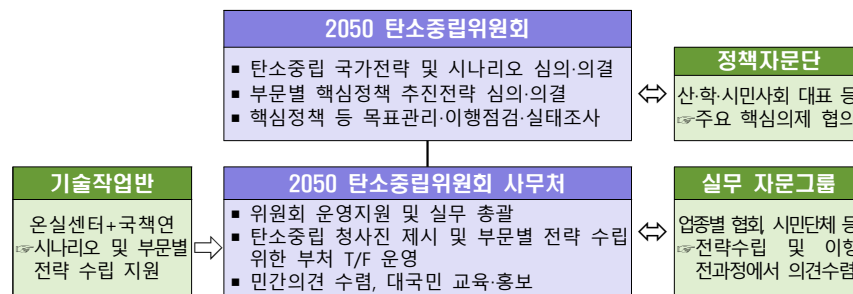 2050 탄소중립위원회
▪ 탄소중립 국가전략 및 시나리오 심의·의결
▪ 부문별 핵심정책 추진전략 심의·의결
▪ 핵심정책 등 목표관리·이행점검·실태조사
정책자문단
산·학·시민사회 대표 등
☞주요 핵심의제 협의
기술작업반
온실센터+국책연
☞시나리오 및 부문별
전략 수립 지원
2050 탄소중립위원회 사무처
▪ 위원회 운영지원 및 실무 총괄
▪ 탄소중립 청사진 제시 및 부문별 전략 수립
위한 부처 T/F 운영
▪ 민간의견 수렴, 대국민 교육·홍보
실무 자문그룹
업종별 협회, 시민단체 등
☞전략수립 및 이행
전과정에서 의견수렴